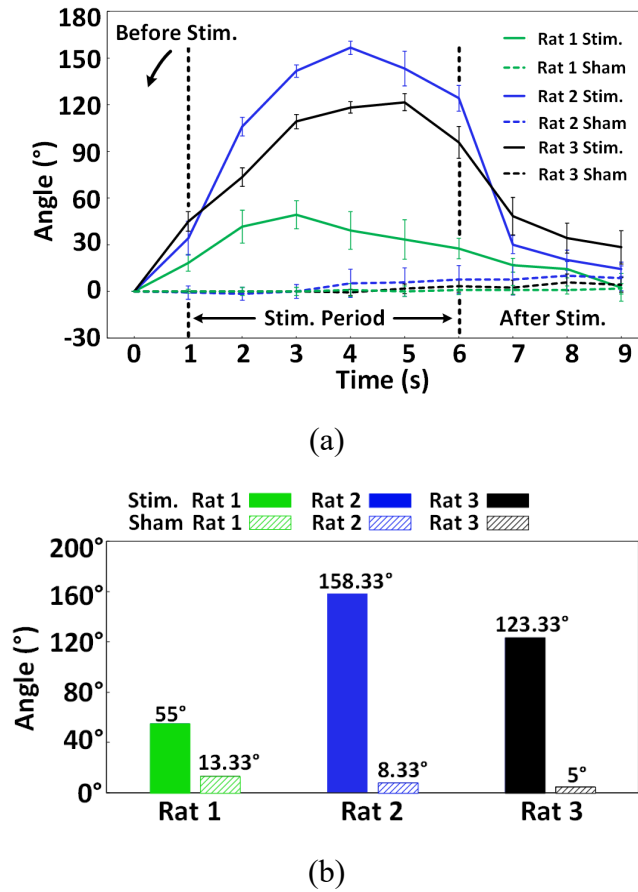 180
150
120
90
60
30
0
-30
Angle (°)
Before Stim.
Rat 1 Stim.
Rat 1 Sham
Rat 2 Stim.
Rat 2 Sham
Rat 3 Stim.
Rat 3 Sham
Stim. Period
After Stim.
0 1 2 3 4 5 6 7 8 9
Time (s)
(a)
Stim. Rat 1 Rat 2 Rat 3
Sham Rat 1 Rat 2 Rat 3
200°
160°
120°
80°
40°
0°
Angle (°)
55°
13.33°
158.33°
8.33°
123.33°
5°
Rat 1 Rat 2 Rat 3
(b)